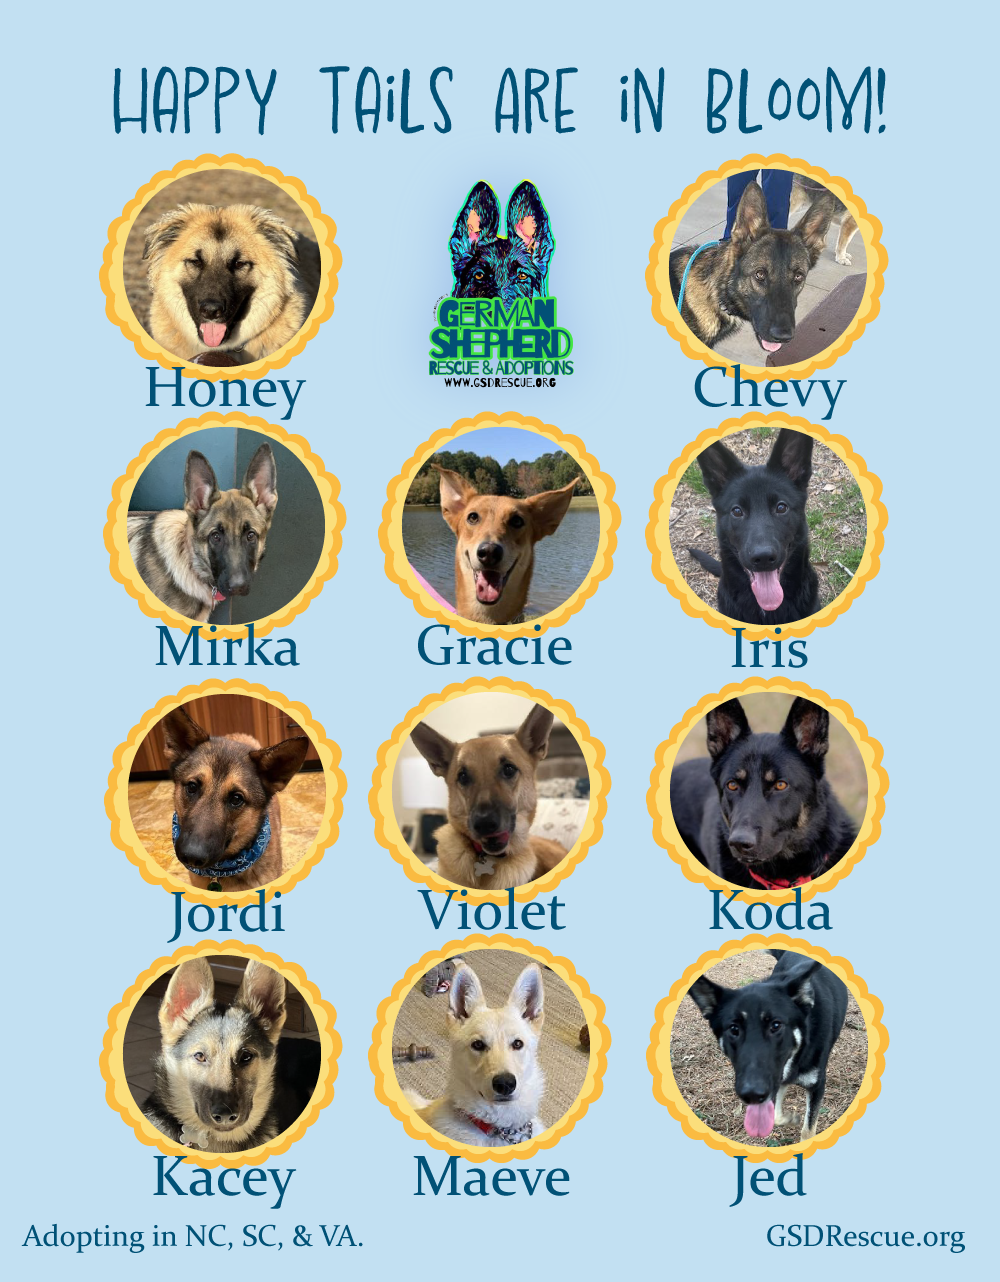 HAPPY TAiLS ARE iN BLOOM!
GERMAN
SHEPHERD
RESCUE & ADOPTIONS
WWW.GSDRESCUE.ORG
Honey
Chevy
Mirka
Gracie
Iris
Jordi
Violet
Koda
Kacey
Maeve
Jed
Adopting in NC, SC, & VA.
GSDRescue.org